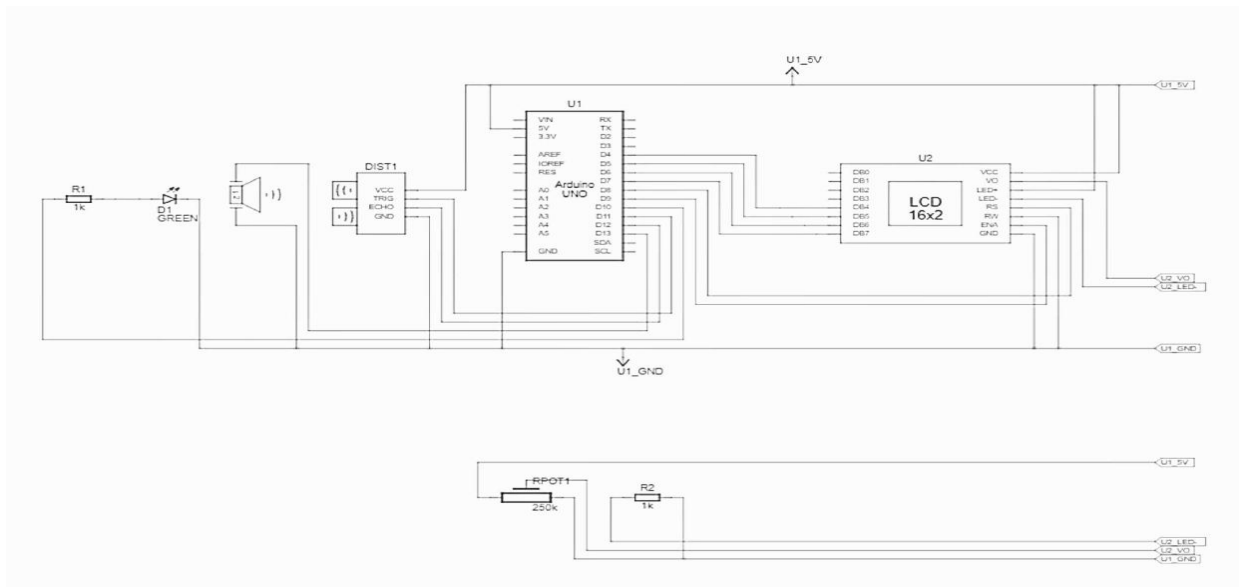 U1_5V
U1_5V
U1
VIN
5V
3.3V
AREF
IOREF
RES
A0
A1
A2
A3
A4
A5
GND
Arduino
UNO
RX
TX
D2
D3
D4
D5
D6
D7
D8
D9
D10
D11
D12
D13
SDA
SCL
DIST1
VCC
TRIG
ECHO
GND
R1
1k
D1
GREEN
U2
DB0
DB1
DB2
DB3
DB4
DB5
DB6
DB7
LCD
16x2
VCC
VO
LED+
LED-
RS
RW
ENA
GND
U2_VO
U2_LED-
U1_GND
U1_GND
U1_5V
RPOT1
250k
R2
1k
U2_LED-
U2_VO
U1_GND